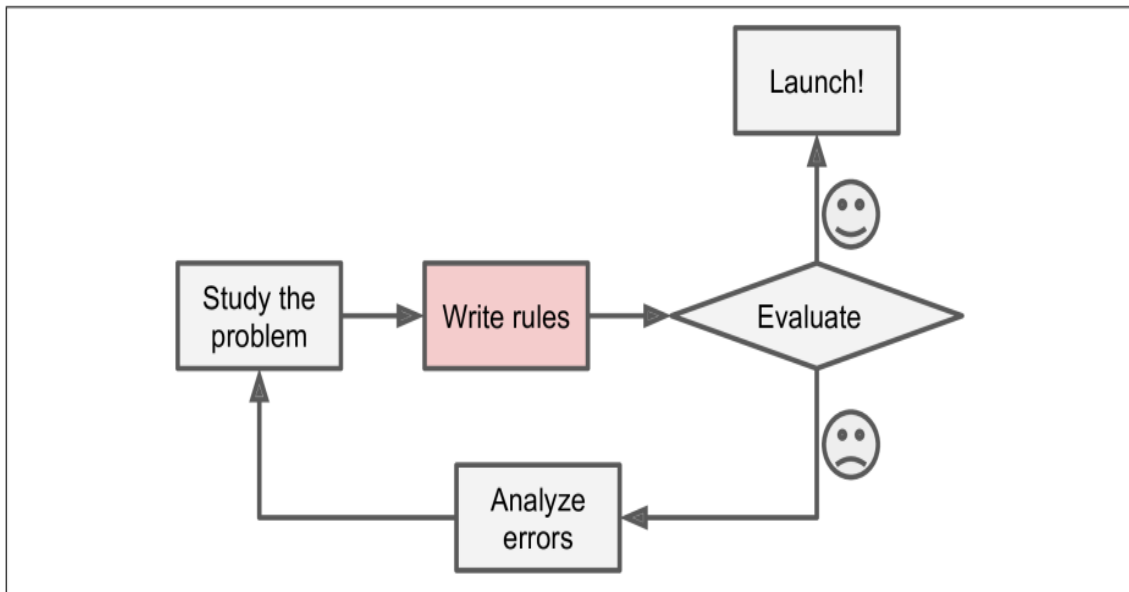 Launch!
Study the
problem
Write rules
Evaluate
Analyze
errors